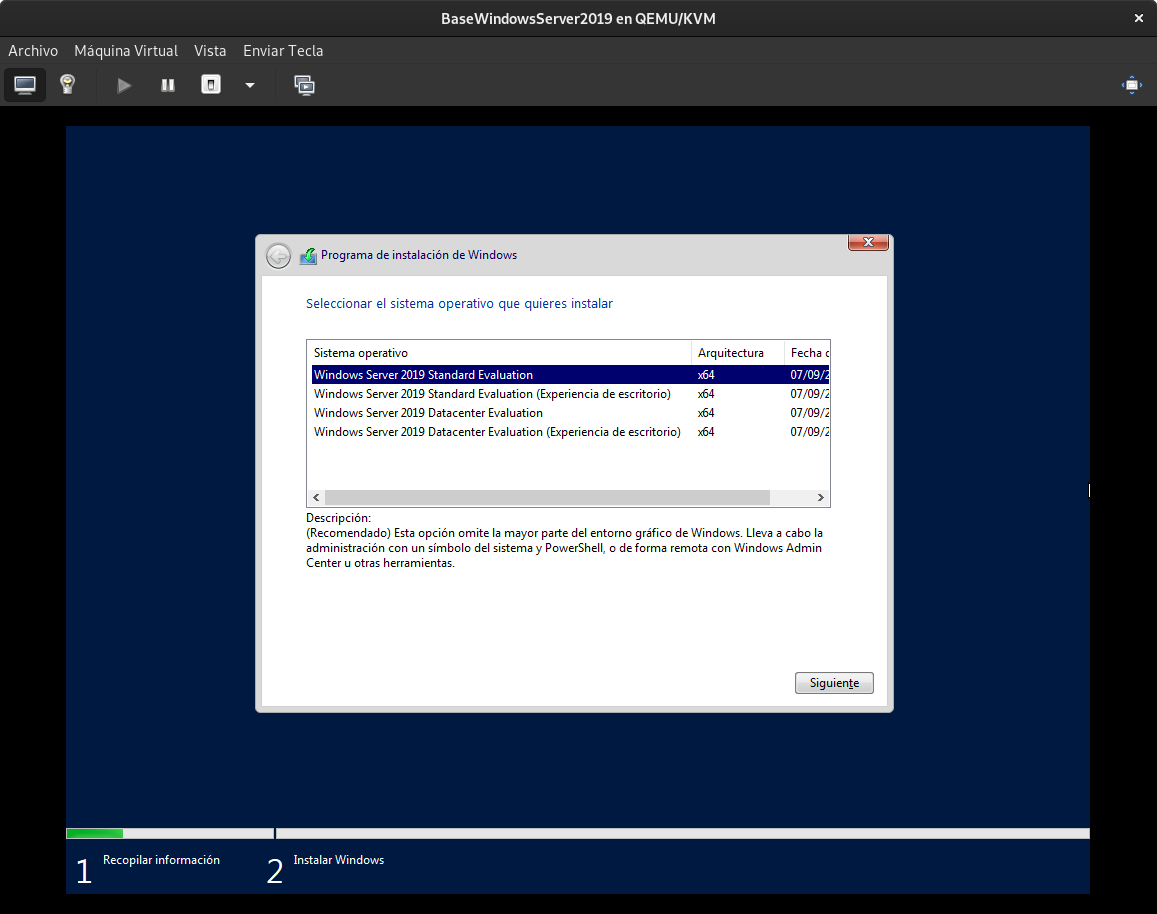 BaseWindowsServer2019 en QEMU/KVM
Archivo Máquina Virtual Vista Enviar Tecla
Programa de instalación de Windows
Seleccionar el sistema operativo que quieres instalar
Sistema operativo Arquitectura Fecha
Windows Server 2019 Standard Evaluation x64 07/09/2
Windows Server 2019 Standard Evaluation (Experiencia de escritorio) x64 07/09/2
Windows Server 2019 Datacenter Evaluation x64 07/09/2
Windows Server 2019 Datacenter Evaluation (Experiencia de escritorio) x64 07/09/2
Descripción:
(Recomendado) Esta opción omite la mayor parte del entorno gráfico de Windows. Lleva a cabo la
administración con un símbolo del sistema y PowerShell, o de forma remota con Windows Admin
Center u otras herramientas.
Siguiente
1 Recopilar información 2 Instalar Windows